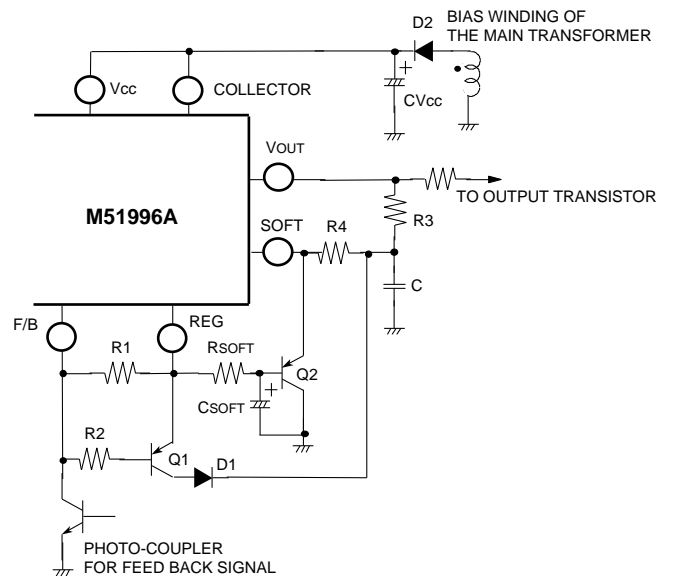 D2
BIAS WINDING OF
THE MAIN TRANSFORMER
Vcc
COLLECTOR
+
CVcc
VOUT
TO OUTPUT TRANSISTOR
M51996A
R3
SOFT
R4
C
F/B
REG
R1
RSOFT
Q2
+
CSOFT
R2
Q1
D1
PHOTO-COUPLER
FOR FEED BACK SIGNAL